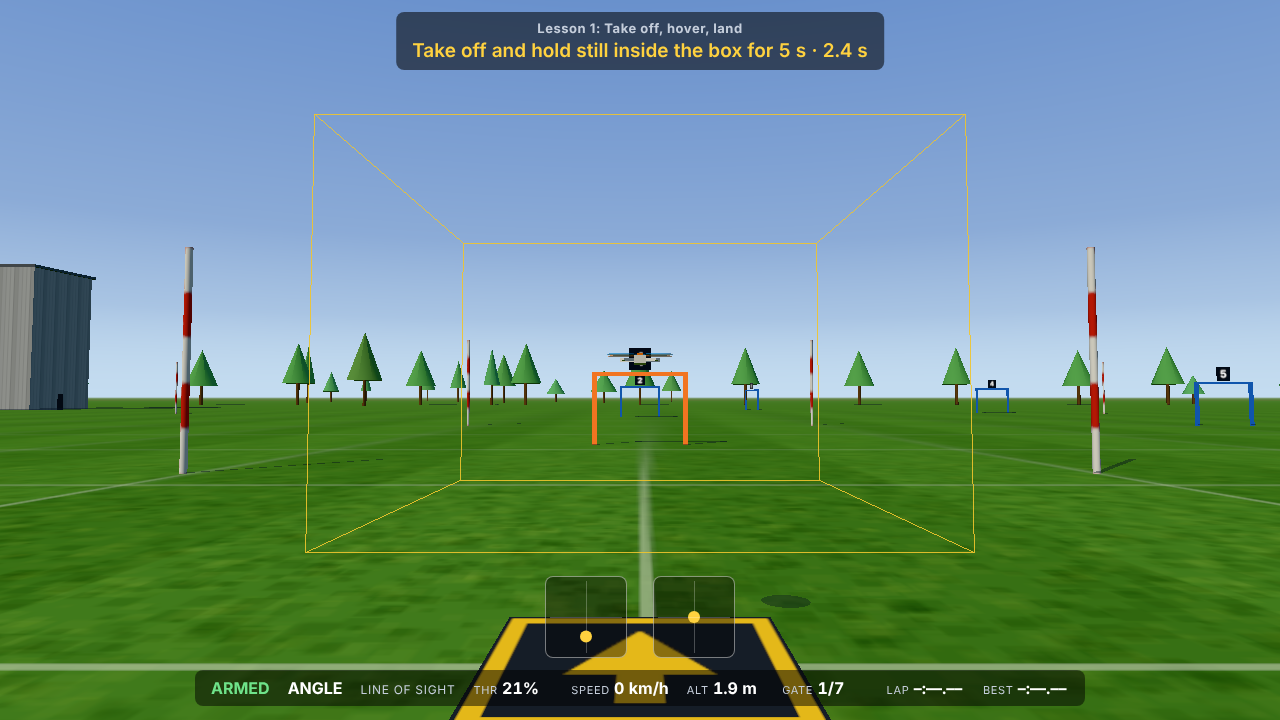 Lesson 1: Take off, hover, land
Take off and hold still inside the box for 5 s · 2.4 s
2
4
5
ARMED ANGLE LINE OF SIGHT THR 21% SPEED 0 km/h ALT 1.9 m GATE 1/7 LAP –:––.–– BEST –:––.––